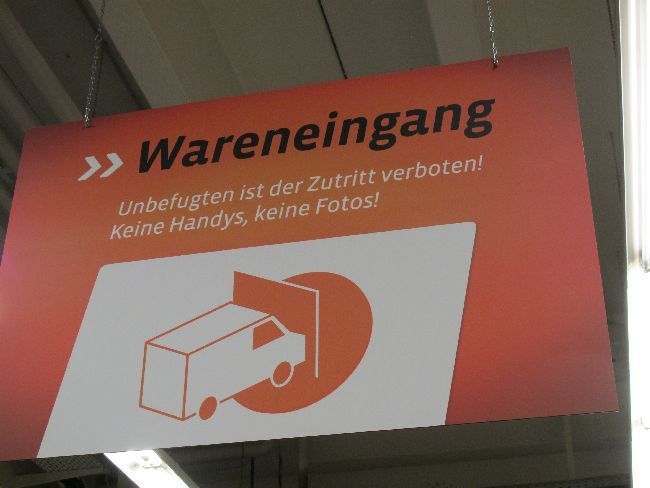 Wareneingang
Unbefugten ist der Zutritt verboten!
Keine Handys, keine Fotos!